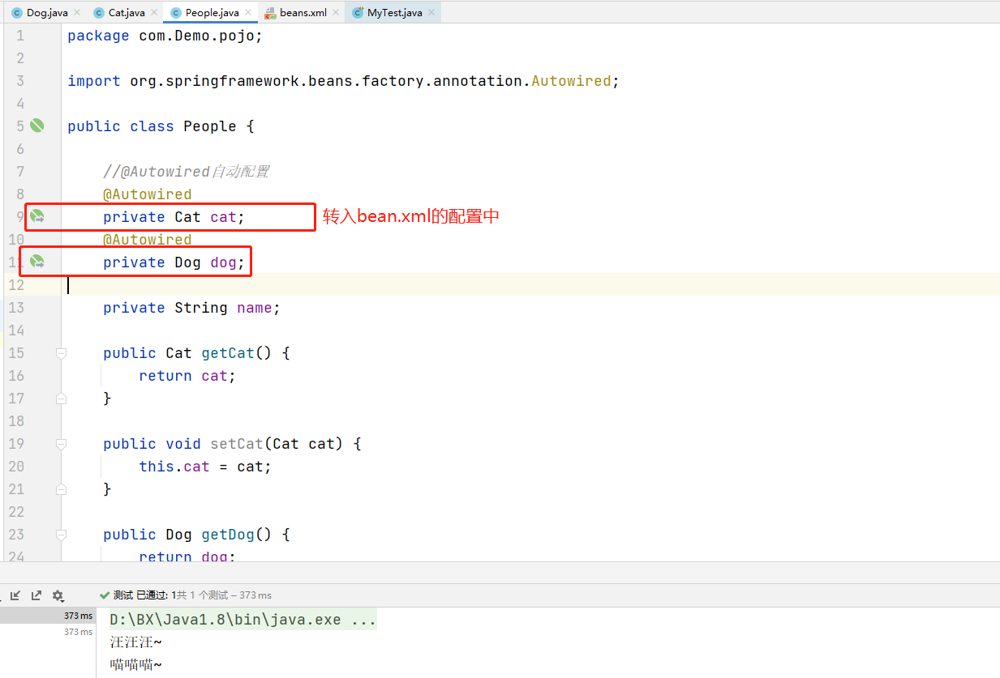 Dog.java Cat.java People.java beans.xml MyTest.java
1 package com.Demo.pojo;
2
3 import org.springframework.beans.factory.annotation.Autowired;
4
5 public class People {
6
7 //@Autowired自动配置
8 @Autowired
9 private Cat cat; 转入bean.xml的配置中
10 @Autowired
11 private Dog dog;
12
13 private String name;
14
15 public Cat getCat() {
16 return cat;
17 }
18
19 public void setCat(Cat cat) {
20 this.cat = cat;
21 }
22
23 public Dog getDog() {
24 return dog;
测试 已通过: 1共 1 个测试 – 373 ms
373 ms D:\BX\Java1.8\bin\java.exe ...
373 ms 汪汪汪~
喵喵喵~